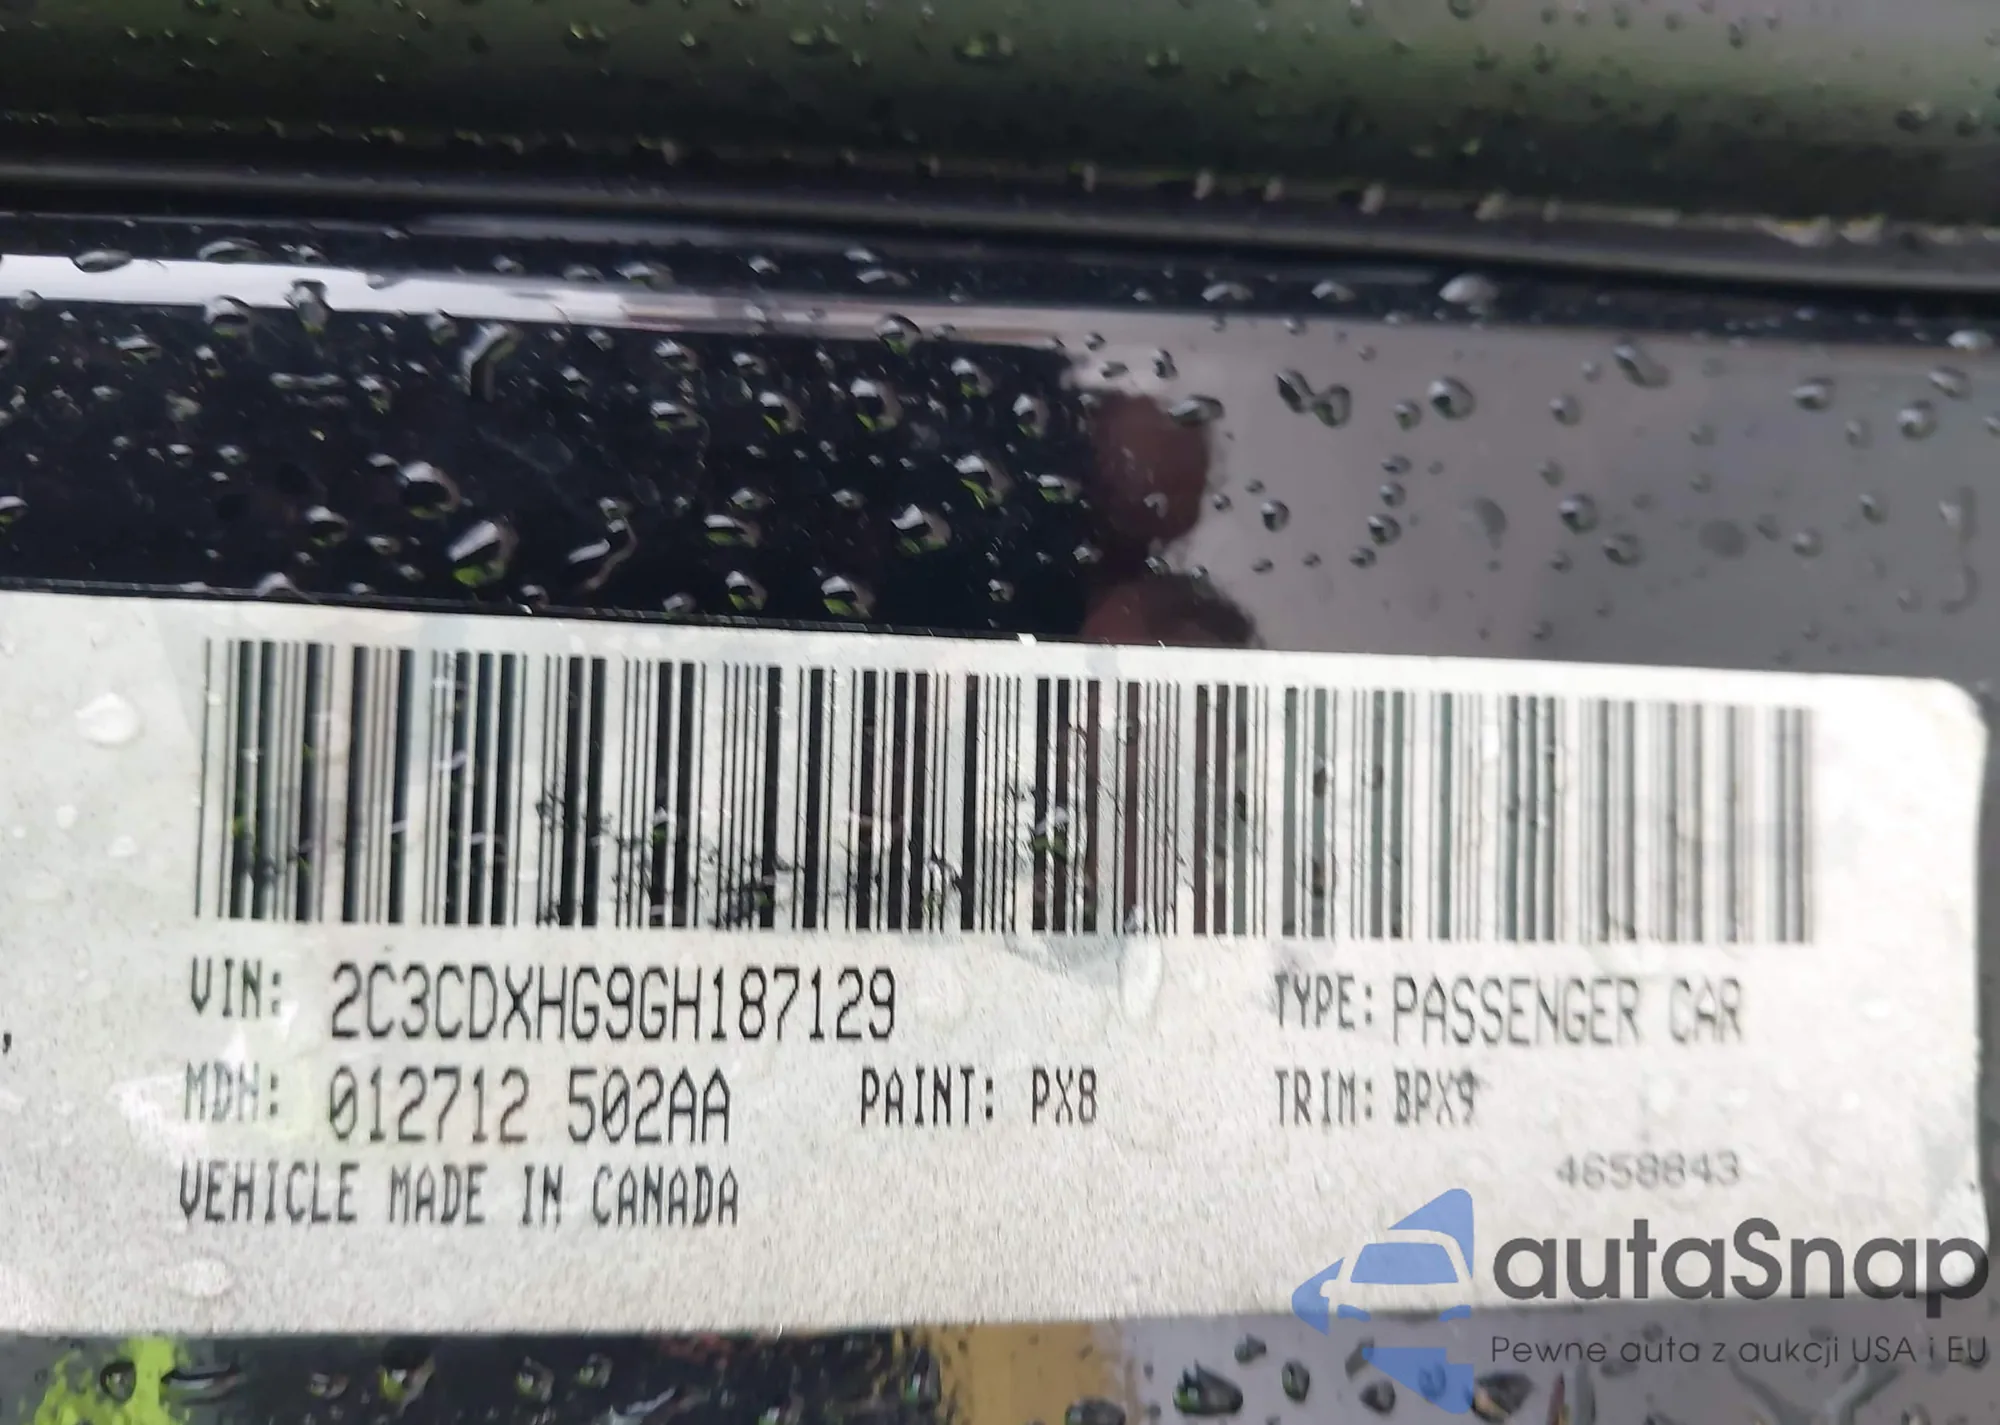 VIN: 2C3CDXHG9GH187129 TYPE: PASSENGER CAR
MDH: 012712 502AA PAINT: PX8 TRIM: BPX9
VEHICLE MADE IN CANADA
4658843
autaSnap
Pewne auta z aukcji USA i EU